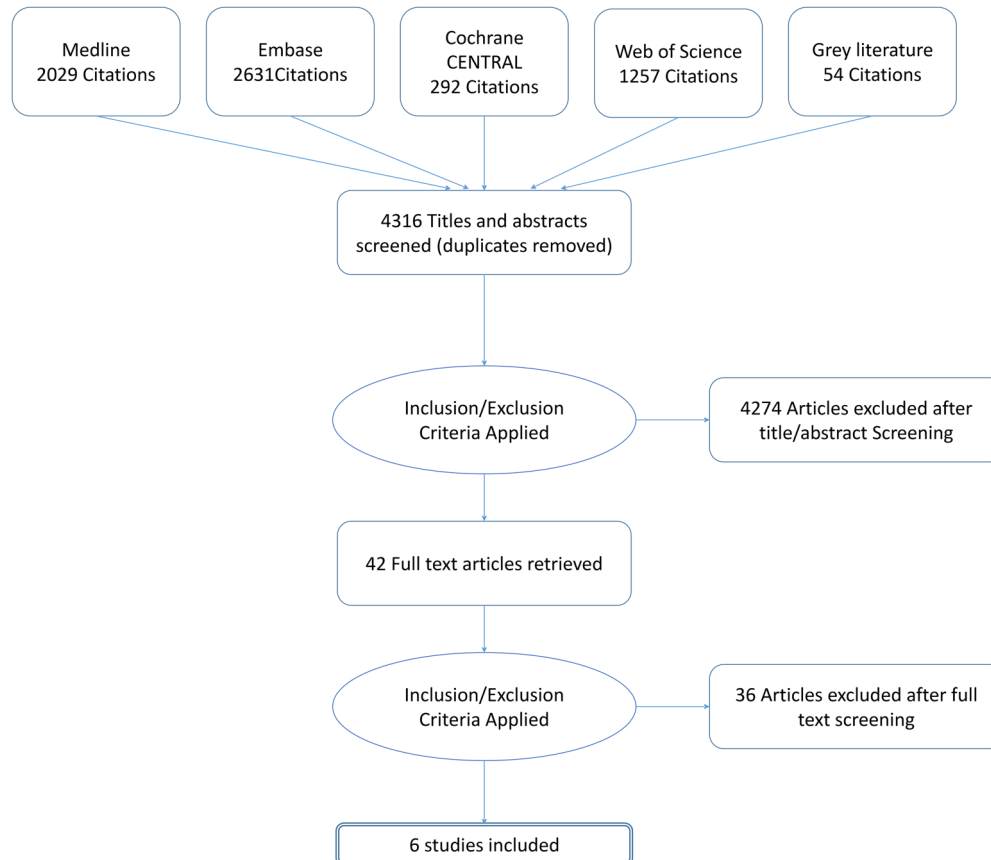 Medline
2029 Citations
Embase
2631Citations
Cochrane
CENTRAL
292 Citations
Web of Science
1257 Citations
Grey literature
54 Citations
4316 Titles and abstracts
screened (duplicates removed)
Inclusion/Exclusion
Criteria Applied
4274 Articles excluded after
title/abstract Screening
42 Full text articles retrieved
Inclusion/Exclusion
Criteria Applied
36 Articles excluded after full
text screening
6 studies included